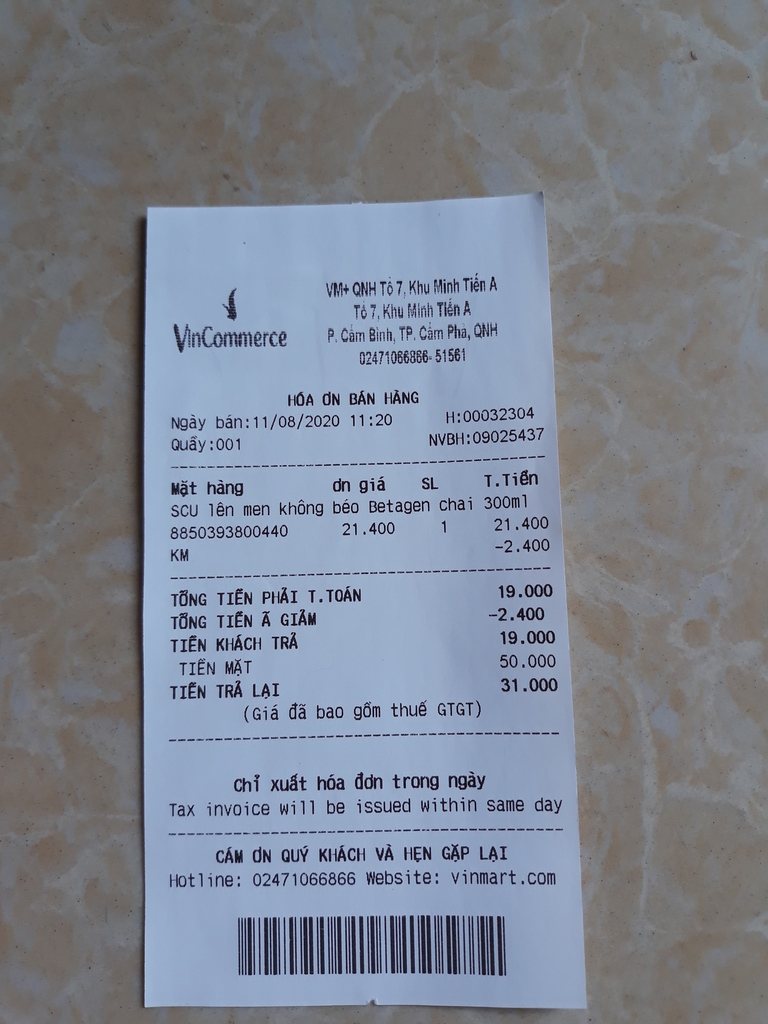 VinCommerce
VM+ QNH Tổ 7, Khu Minh Tiến A
Tổ 7, Khu Minh Tiến A
P. Cẩm Bình, TP. Cẩm Phả, QNH
02471066866-51561
HÓA ƠN BÁN HÀNG
Ngày bán:11/08/2020 11:20 H:00032304
Quầy:001 NVBH:09025437
Mặt hàng ơn giá SL T.Tiền
SCU lên men không béo Betagen chai 300ml
8850393800440 21.400 1 21.400
KM -2.400
TỔNG TIỀN PHẢI T.TOÁN 19.000
TỔNG TIỀN Ã GIẢM -2.400
TIỀN KHÁCH TRẢ 19.000
TIỀN MẶT 50.000
TIỀN TRẢ LẠI 31.000
(Giá đã bao gồm thuế GTGT)
Chỉ xuất hóa đơn trong ngày
Tax invoice will be issued within same day
CẢM ƠN QUÝ KHÁCH VÀ HẸN GẶP LẠI
Hotline: 02471066866 Website: vinmart.com